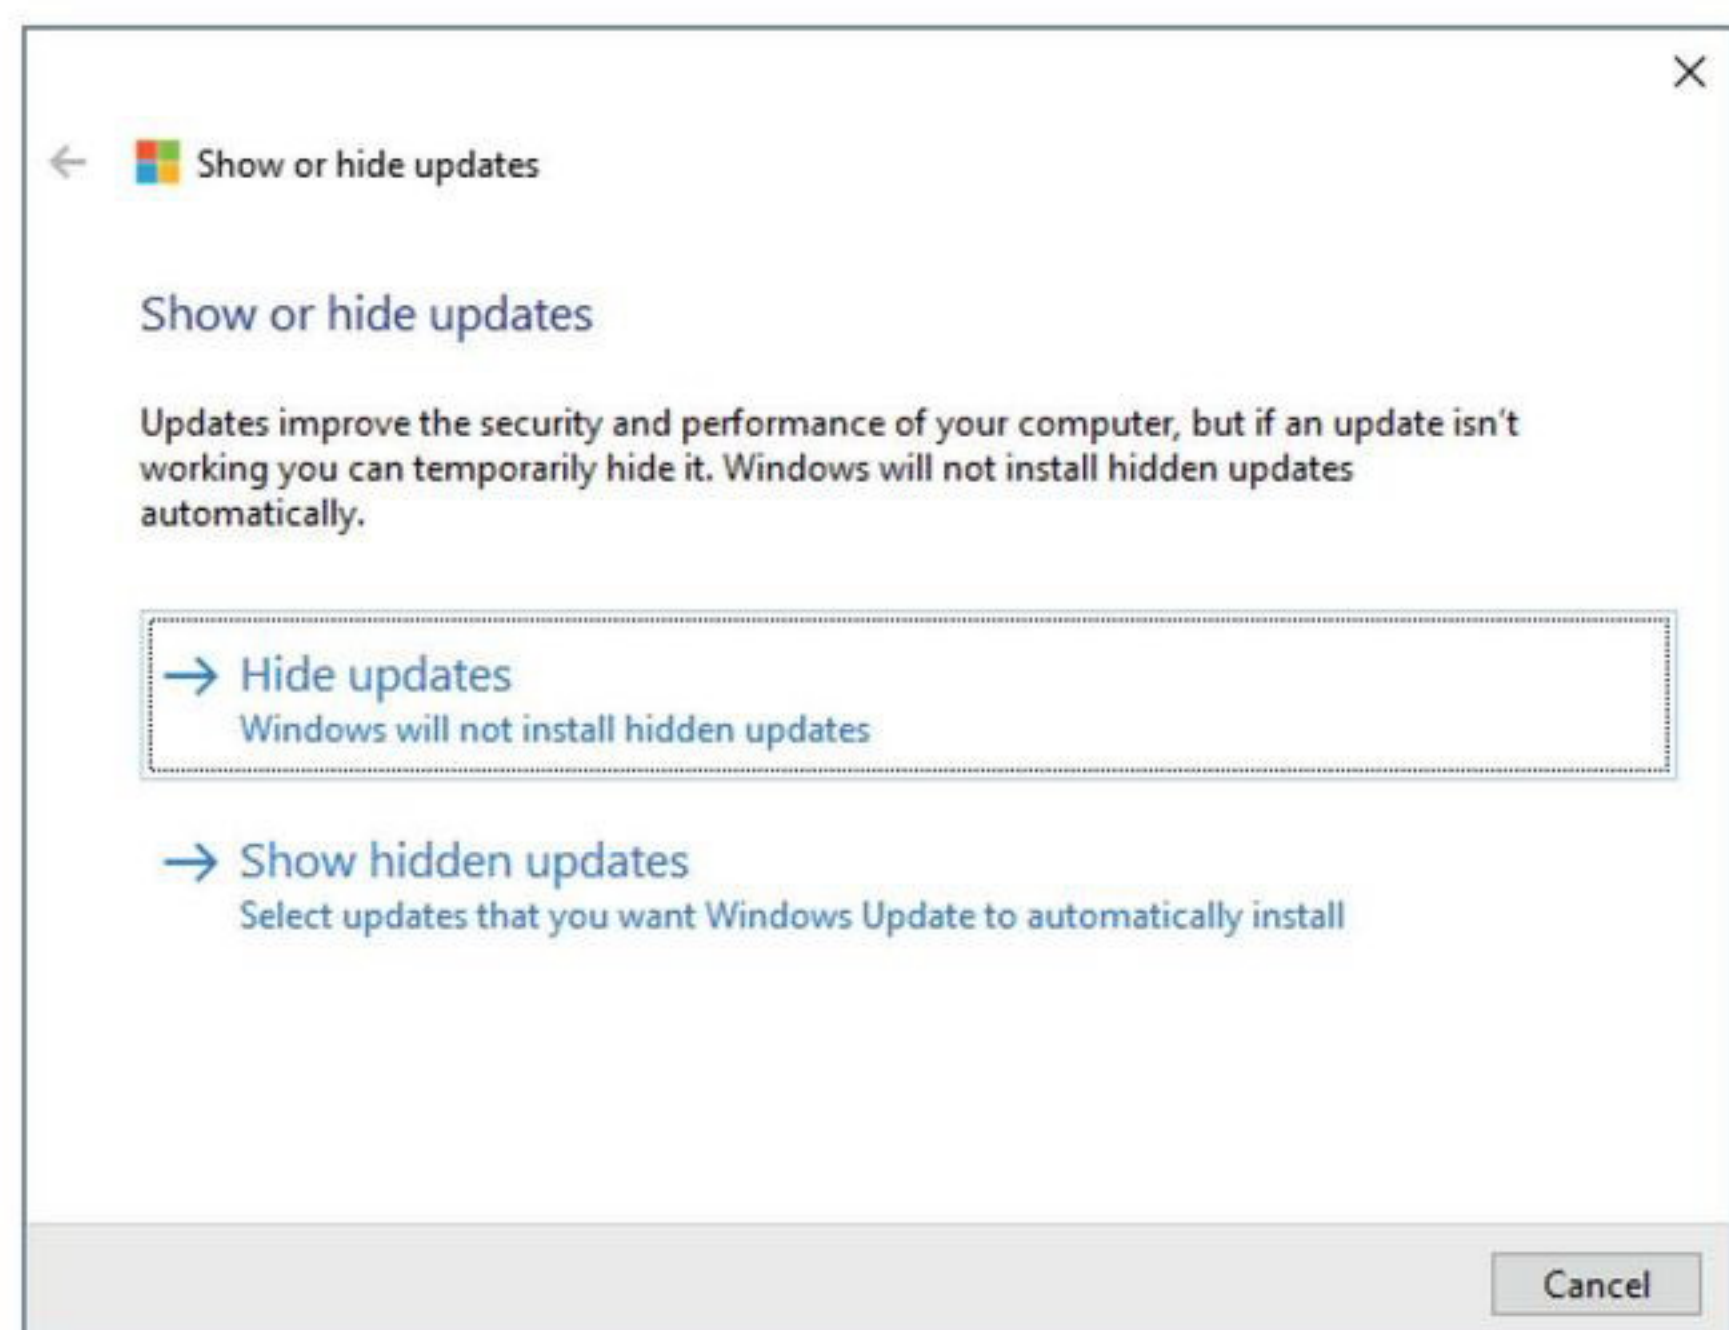 Show or hide updates
Show or hide updates
Updates improve the security and performance of your computer, but if an update isn't
working you can temporarily hide it. Windows will not install hidden updates
automatically.
Hide updates
Windows will not install hidden updates
Show hidden updates
Select updates that you want Windows Update to automatically install
Cancel